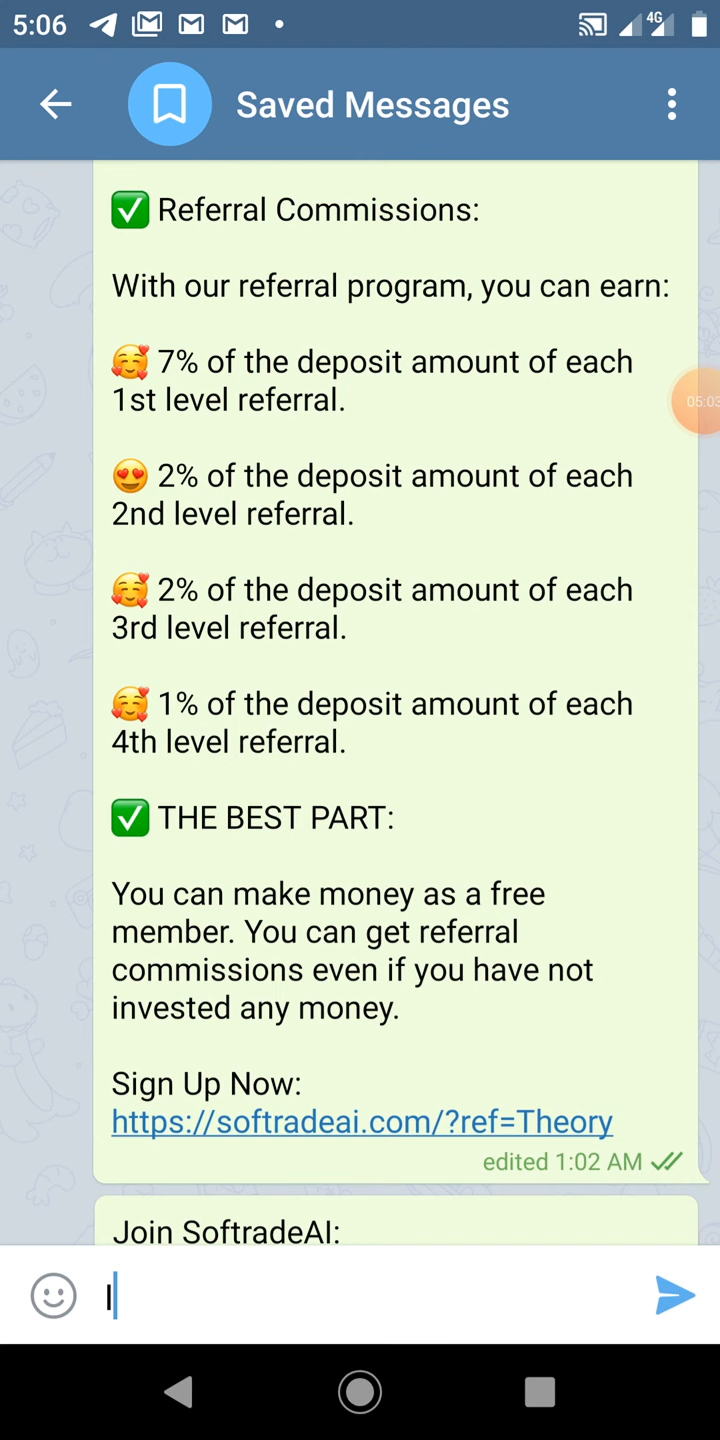 5:06
4G
Saved Messages
✅ Referral Commissions:
With our referral program, you can earn:
🥰 7% of the deposit amount of each
1st level referral.
05:03
😍 2% of the deposit amount of each
2nd level referral.
🥰 2% of the deposit amount of each
3rd level referral.
🥰 1% of the deposit amount of each
4th level referral.
✅ THE BEST PART:
You can make money as a free
member. You can get referral
commissions even if you have not
invested any money.
Sign Up Now:
https://softradeai.com/?ref=Theory
edited 1:02 AM
Join SoftradeAI:
I